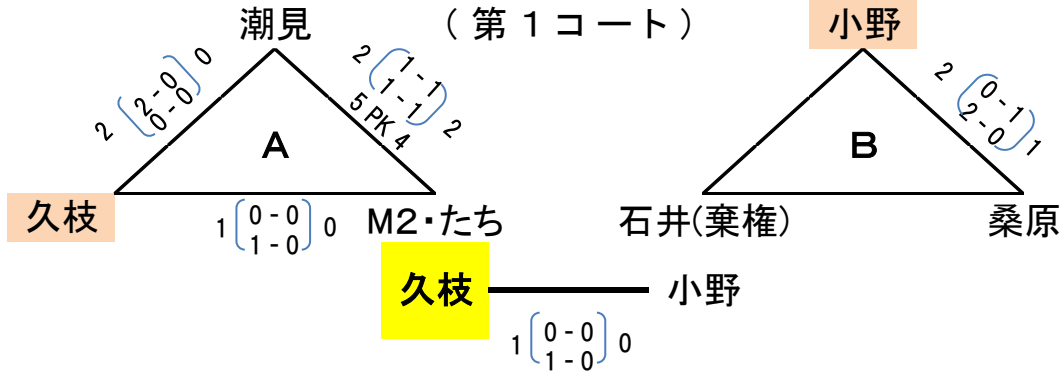 潮見 (第1コート) 小野
2 2-0 0-0 0
2 1-1 1-1 2
5 PK 4
2 0-1 2-0 1
A B
久枝 1 0-0 1-0 0 M2・たち 石井(棄権) 桑原
久枝 小野
1 0-0 1-0 0